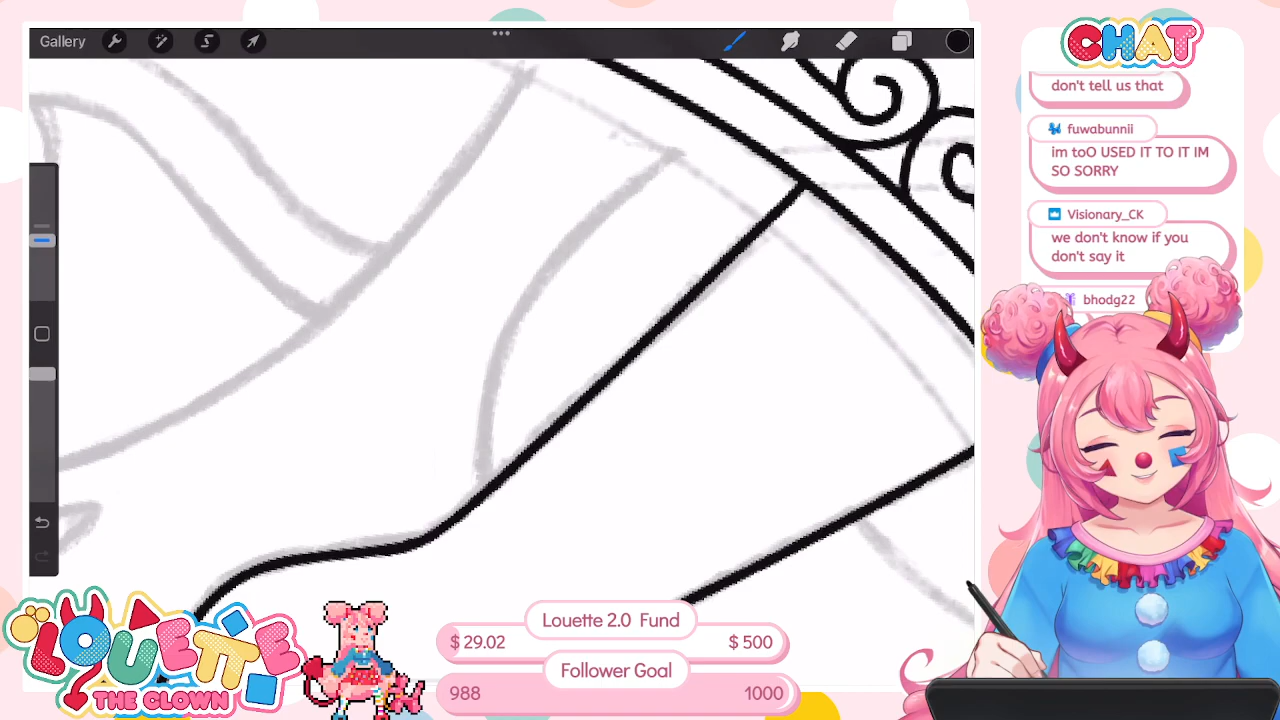 Gallery
CHAT
don't tell us that
fuwabunnii
im toO USED IT TO IT IM
SO SORRY
Visionary_CK
we don't know if you
don't say it
bhodg22
LOUETTE
THE CLOWN
Louette 2.0 Fund
$ 29.02
$ 500
Follower Goal
988
1000